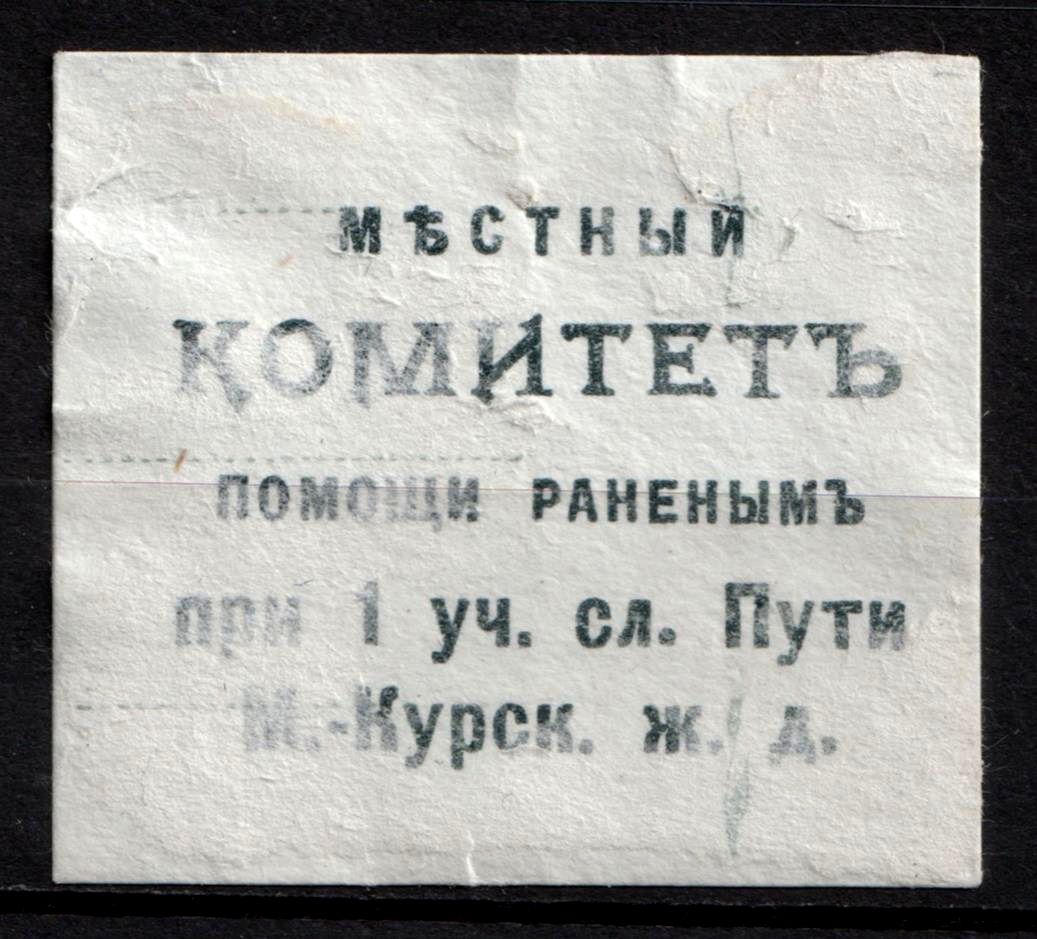 МѢСТНЫЙ
КОМИТЕТЪ
ПОМОЩИ РАНЕНЫМЪ
при 1 уч. сл. Пути
М.-Курск. ж. д.